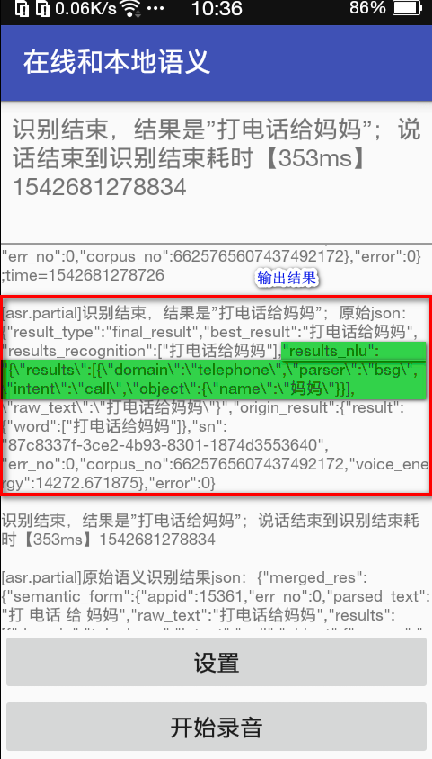 0.06K/s ··· 10:36 86%
在线和本地语义
识别结束，结果是"打电话给妈妈"；说
话结束到识别结束耗时【353ms】
1542681278834
"err_no":0,"corpus_no":6625765607437492172},"error":0}
;time=1542681278726
输出结果
[asr.partial]识别结束，结果是"打电话给妈妈"；原始json:
{"result_type":"final_result","best_result":"打电话给妈妈",
"results_recognition":["打电话给妈妈"],"results_nlu":
"{\"results\":[{\"domain\":\"telephone\",\"parser\":\"bsg\",
\"intent\":\"call\",\"object\":{\"name\":\"妈妈\"}}],
\"raw_text\":\"打电话给妈妈\"}","origin_result":{"result":
{"word":["打电话给妈妈"]},"sn":
"87c8337f-3ce2-4b93-8301-1874d3553640",
"err_no":0,"corpus_no":6625765607437492172,"voice_ene
rgy":14272.671875},"error":0}
识别结束，结果是"打电话给妈妈"；说话结束到识别结束耗
时【353ms】1542681278834
[asr.partial]原始语义识别结果json：{"merged_res":
{"semantic_form":{"appid":15361,"err_no":0,"parsed_text":
"打 电话 给 妈妈","raw_text":"打电话给妈妈","results":
设置
开始录音